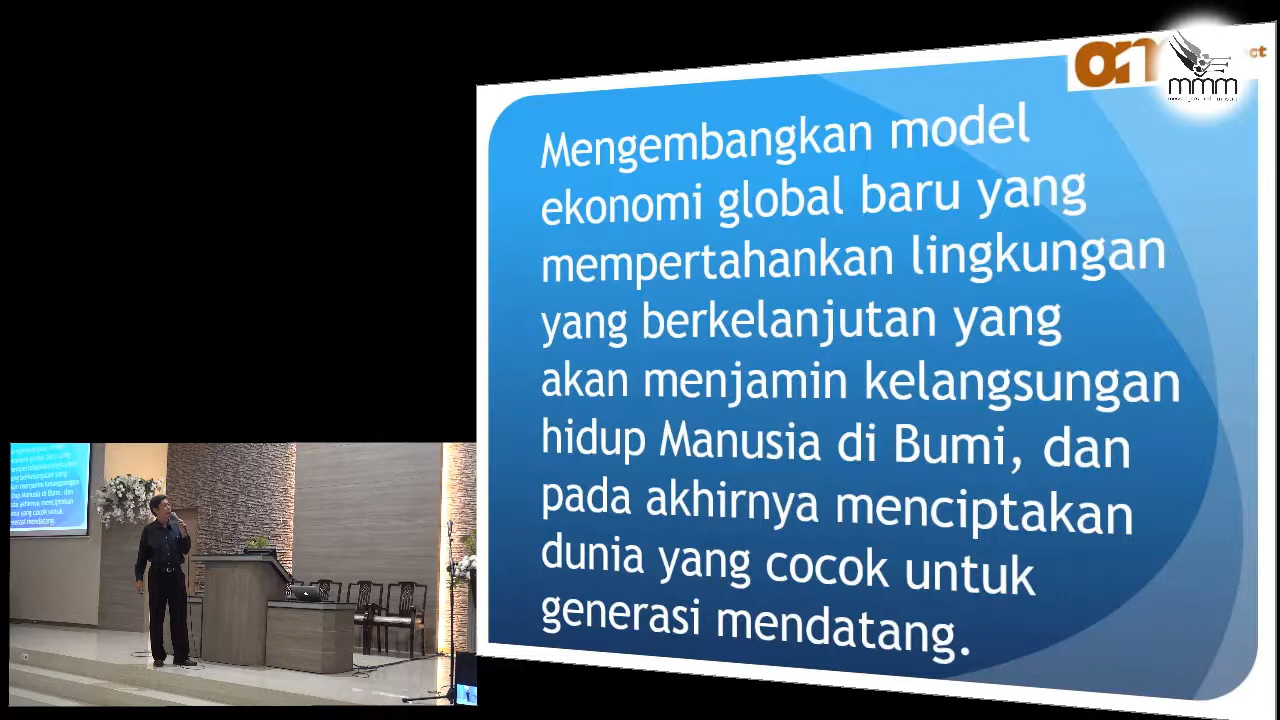 mmm
Mengembangkan model
ekonomi global baru yang
mempertahankan lingkungan
yang berkelanjutan yang
akan menjamin kelangsungan
hidup Manusia di Bumi, dan
pada akhirnya menciptakan
dunia yang cocok untuk
generasi mendatang.